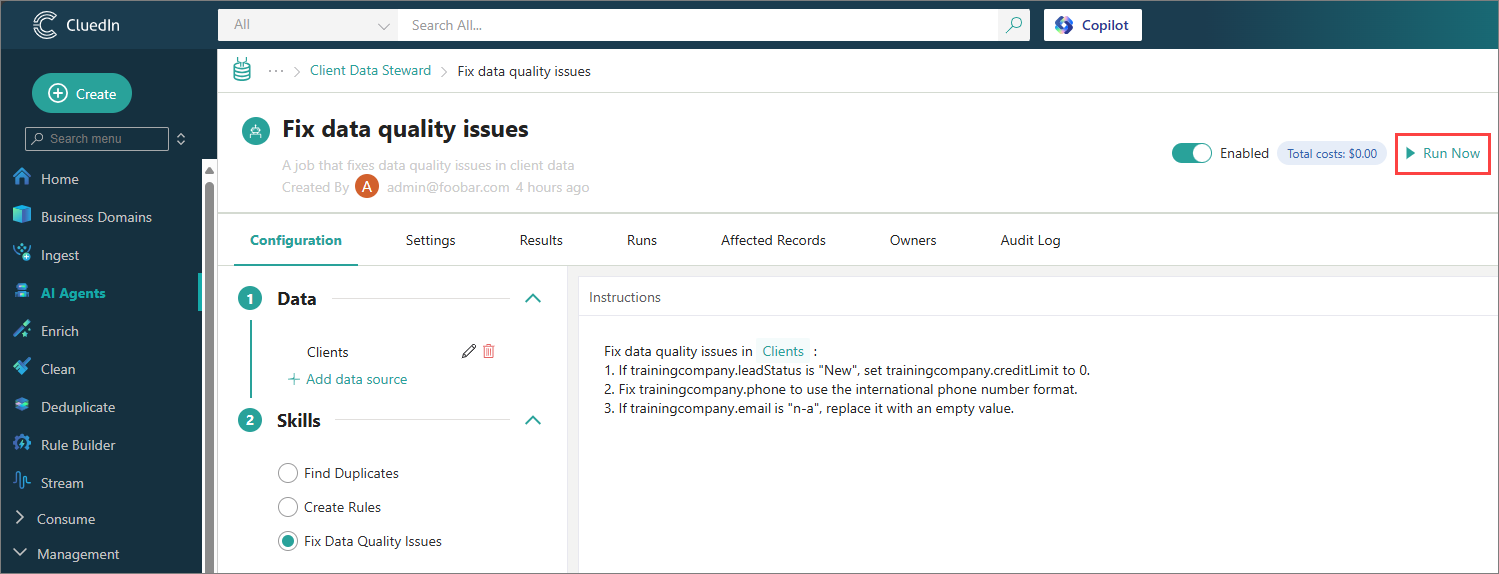 CluedIn
All
Search All...
Copilot
Create
Search menu
Home
Business Domains
Ingest
AI Agents
Enrich
Clean
Deduplicate
Rule Builder
Stream
Consume
Management
··· > Client Data Steward > Fix data quality issues
Fix data quality issues
A job that fixes data quality issues in client data
Created By A admin@foobar.com 4 hours ago
Enabled
Total costs: $0.00
Run Now
Configuration
Settings
Results
Runs
Affected Records
Owners
Audit Log
1 Data
Clients
+ Add data source
2 Skills
Find Duplicates
Create Rules
Fix Data Quality Issues
Instructions
Fix data quality issues in Clients :
1. If trainingcompany.leadStatus is "New", set trainingcompany.creditLimit to 0.
2. Fix trainingcompany.phone to use the international phone number format.
3. If trainingcompany.email is "n-a", replace it with an empty value.